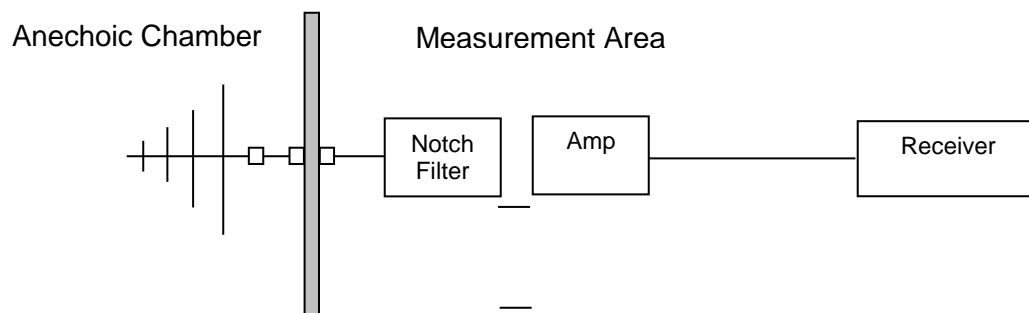 Anechoic Chamber
Measurement Area
Notch
Filter
Amp
Receiver